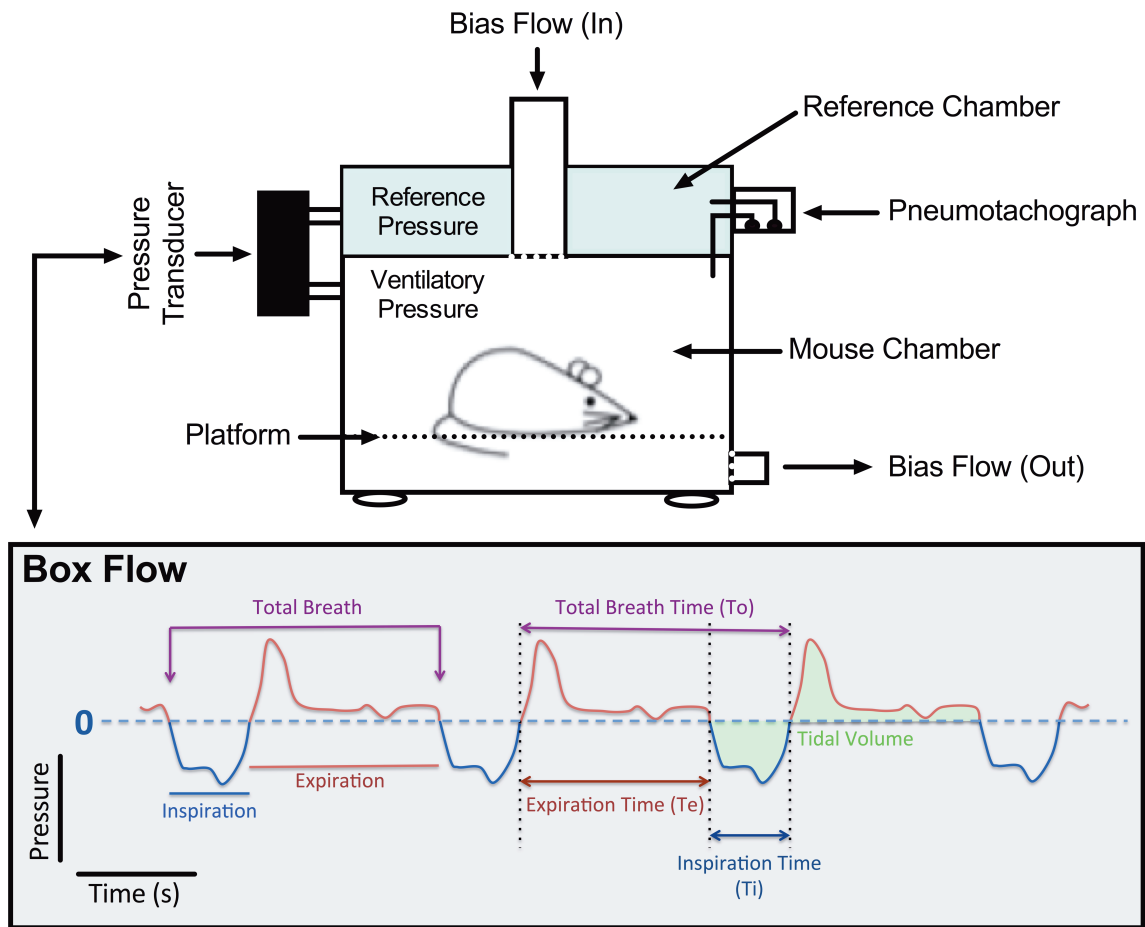 Bias Flow (In)
Reference Chamber
Reference
Pressure
Pneumotachograph
Pressure
Transducer
Ventilatory
Pressure
Mouse Chamber
Platform
Bias Flow (Out)
Box Flow
Total Breath
Total Breath Time (To)
0
Tidal Volume
Expiration
Inspiration
Expiration Time (Te)
Inspiration Time
(Ti)
Pressure
Time (s)